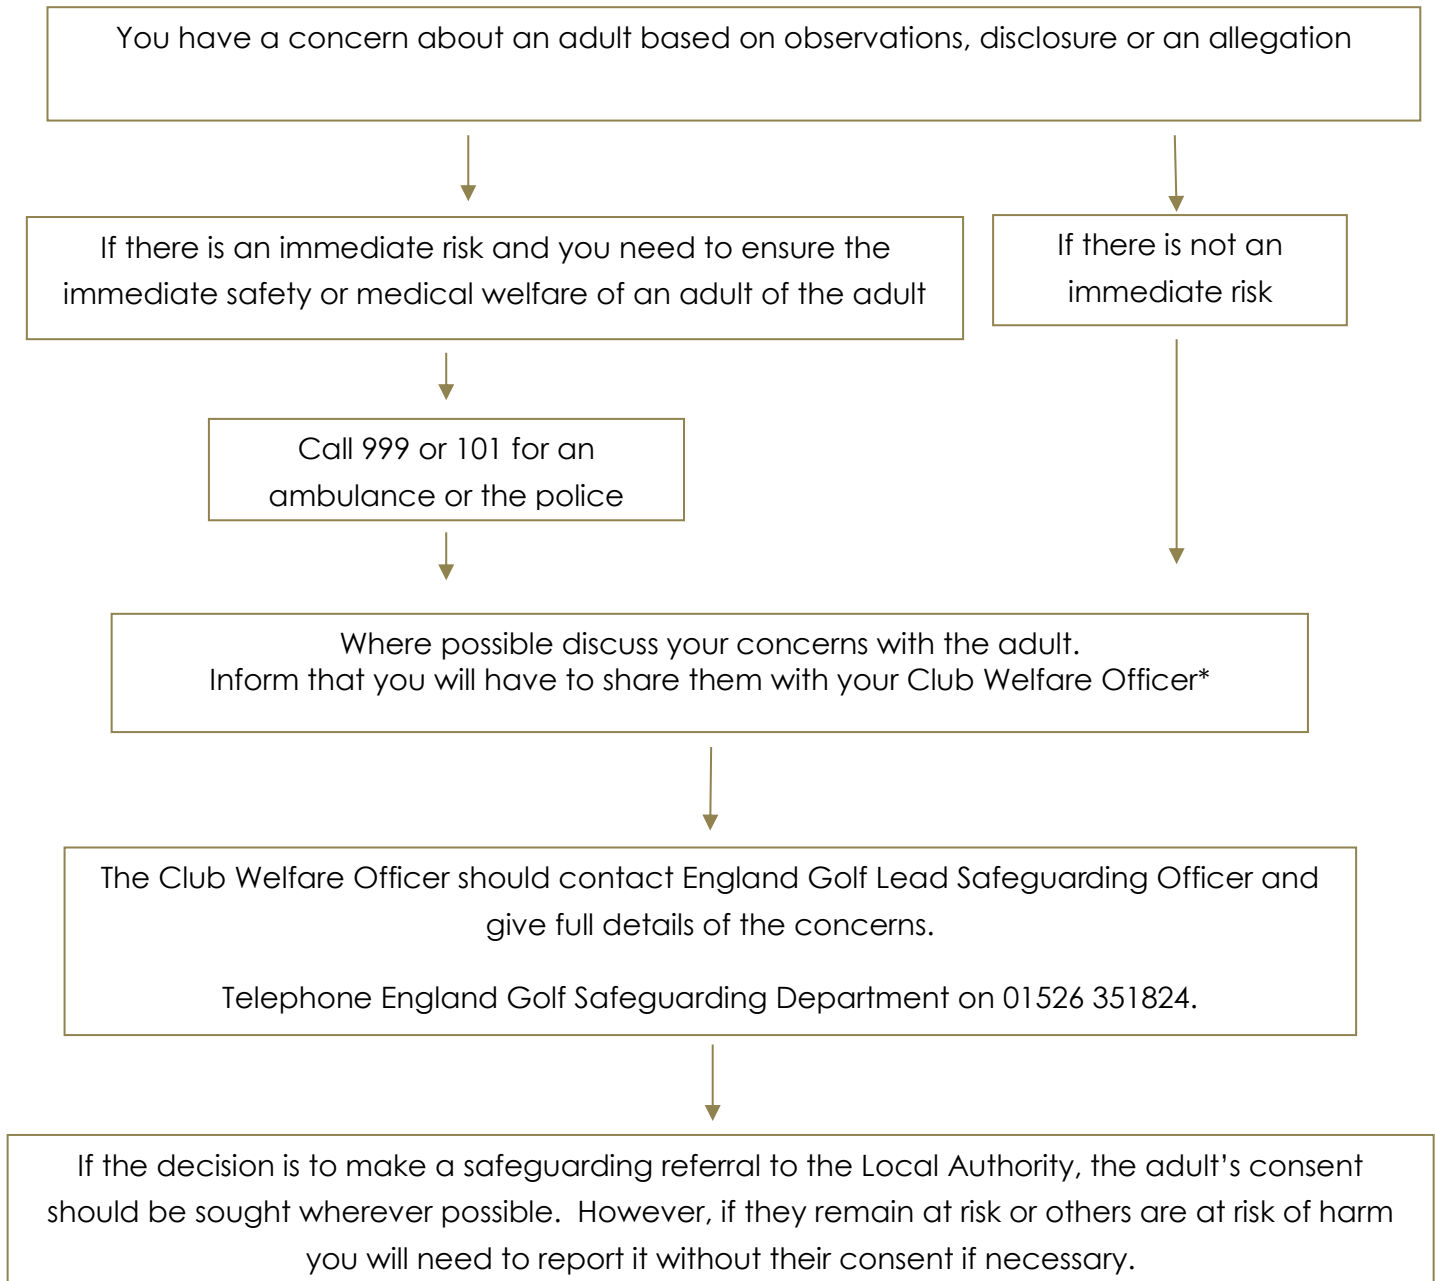 You have a concern about an adult based on observations, disclosure or an allegation
If there is an immediate risk and you need to ensure the
immediate safety or medical welfare of an adult of the adult
If there is not an
immediate risk
Call 999 or 101 for an
ambulance or the police
Where possible discuss your concerns with the adult.
Inform that you will have to share them with your Club Welfare Officer*
The Club Welfare Officer should contact England Golf Lead Safeguarding Officer and
give full details of the concerns.
Telephone England Golf Safeguarding Department on 01526 351824.
If the decision is to make a safeguarding referral to the Local Authority, the adult’s consent
should be sought wherever possible.  However, if they remain at risk or others are at risk of harm
you will need to report it without their consent if necessary.